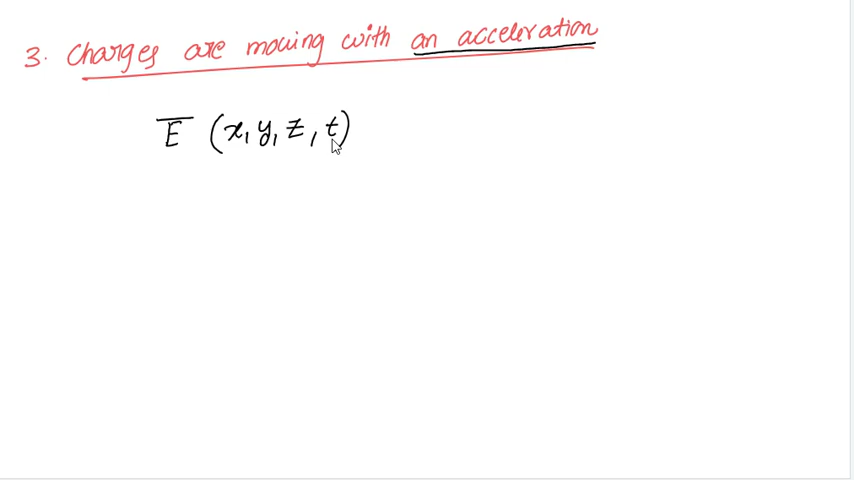 3. Charges are moving with an acceleration
E̅ (x, y, z, t)